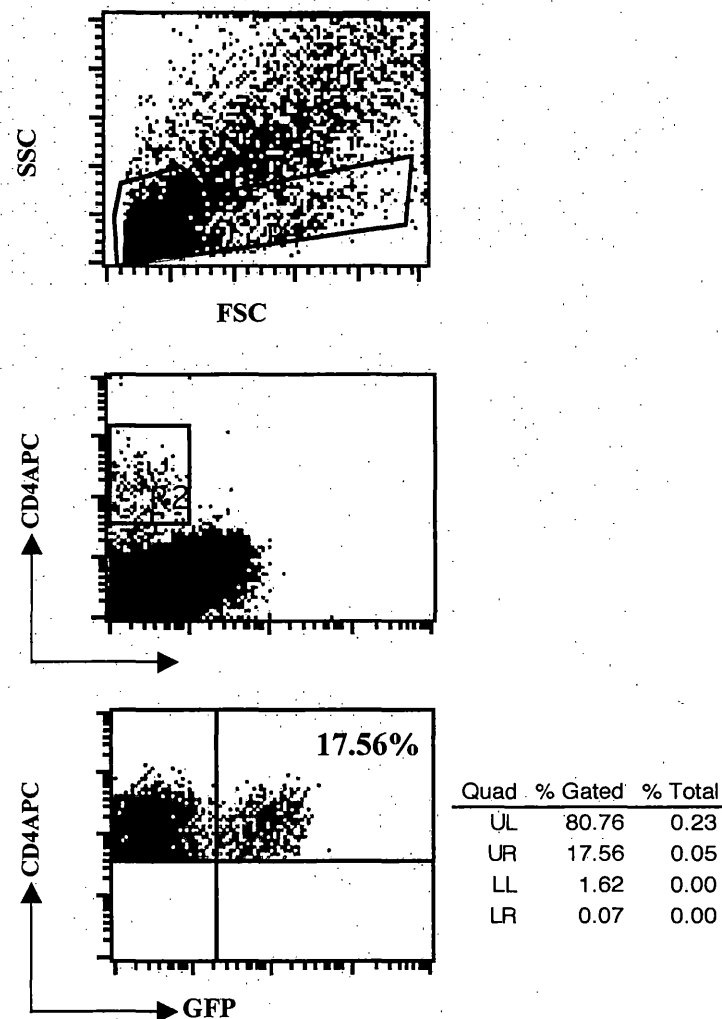 SSC
FSC
CD4APC
R2
CD4APC
17.56%
GFP
Quad % Gated % Total
UL 80.76 0.23
UR 17.56 0.05
LL 1.62 0.00
LR 0.07 0.00